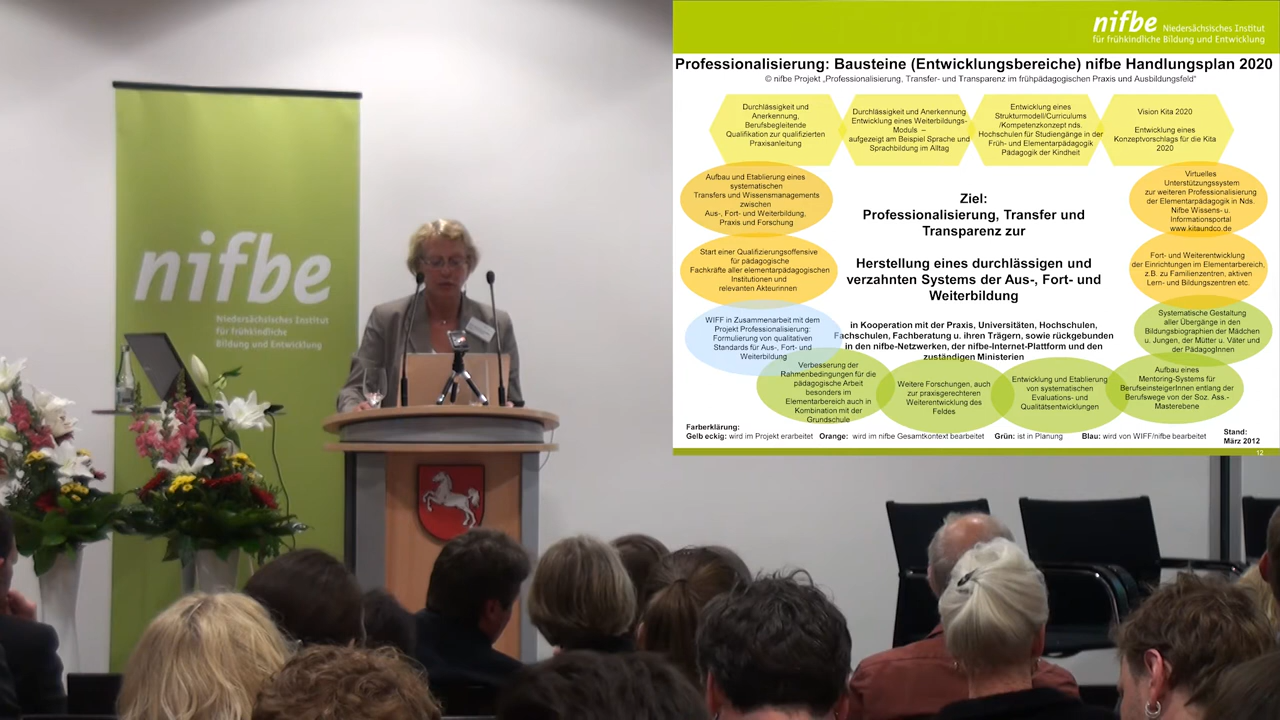 nifbe
Niedersächsisches Institut
für frühkindliche
Bildung und Entwicklung
nifbe Niedersächsisches Institut
für frühkindliche Bildung und Entwicklung
Professionalisierung: Bausteine (Entwicklungsbereiche) nifbe Handlungsplan 2020
© nifbe Projekt „Professionalisierung, Transfer- und Transparenz im frühpädagogischen Praxis und Ausbildungsfeld"
Durchlässigkeit und
Anerkennung,
Berufsbegleitende
Qualifikation zur qualifizierten
Praxisanleitung
Durchlässigkeit und Anerkennung
Entwicklung eines Weiterbildungs-
Moduls –
aufgezeigt am Beispiel Sprache und
Sprachbildung im Alltag
Entwicklung eines
Strukturmodell/Curriculums
/Kompetenzkonzept nds.
Hochschulen für Studiengänge in der
Früh- und Elementarpädagogik
Pädagogik der Kindheit
Vision Kita 2020
Entwicklung eines
Konzeptvorschlags für die Kita
2020
Aufbau und Etablierung eines
systematischen
Transfers und Wissensmanagements
zwischen
Aus-, Fort- und Weiterbildung,
Praxis und Forschung
Ziel:
Professionalisierung, Transfer und
Transparenz zur
Herstellung eines durchlässigen und
verzahnten Systems der Aus-, Fort- und
Weiterbildung
in Kooperation mit der Praxis, Universitäten, Hochschulen,
Fachschulen, Fachberatung u. ihren Trägern, sowie rückgebunden
in den nifbe-Netzwerken, der nifbe-Internet-Plattform und den
zuständigen Ministerien
Virtuelles
Unterstützungssystem
zur weiteren Professionalisierung
der Elementarpädagogik in Nds.
Nifbe Wissens- u.
Informationsportal
www.kitaundco.de
Start einer Qualifizierungsoffensive
für pädagogische
Fachkräfte aller elementarpädagogischen
Institutionen und
relevanten Akteurinnen
Fort- und Weiterentwicklung
der Einrichtungen im Elementarbereich,
z.B. zu Familienzentren, aktiven
Lern- und Bildungszentren etc.
WIFF in Zusammenarbeit mit dem
Projekt Professionalisierung:
Formulierung von qualitativen
Standards für Aus-, Fort- und
Weiterbildung
Systematische Gestaltung
aller Übergänge in den
Bildungsbiographien der Mädchen
u. Jungen, der Mütter u. Väter und
der PädagogInnen
Verbesserung der
Rahmenbedingungen für die
pädagogische Arbeit
besonders im
Elementarbereich auch in
Kombination mit der
Grundschule
Weitere Forschungen, auch
zur praxisgerechteren
Weiterentwicklung des
Feldes
Entwicklung und Etablierung
von systematischen
Evaluations- und
Qualitätsentwicklungen
Aufbau eines
Mentoring-Systems für
BerufseinsteigerInnen entlang der
Berufswege von der Soz. Ass.-
Masterebene
Farberklärung:
Gelb eckig: wird im Projekt erarbeitet Orange: wird im nifbe Gesamtkontext bearbeitet Grün: ist in Planung Blau: wird von WIFF/nifbe bearbeitet
Stand:
März 2012
12